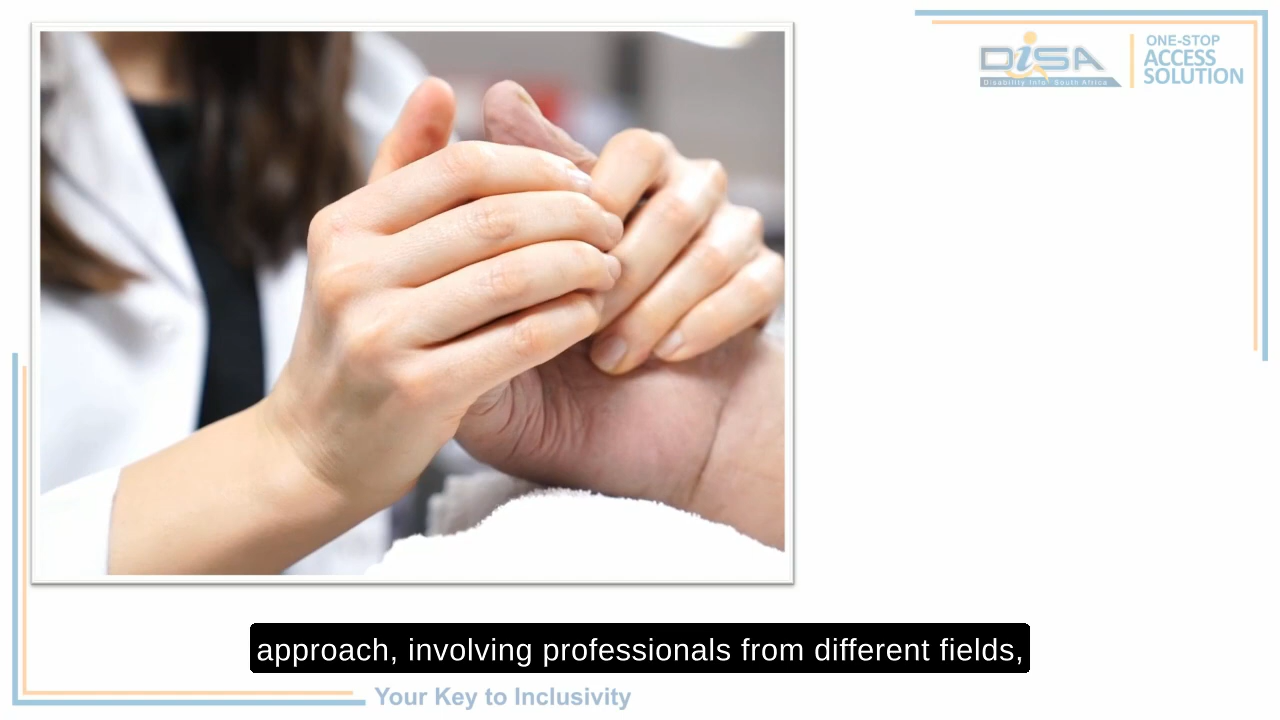 DiSA
Disability Info South Africa
ONE-STOP
ACCESS
SOLUTION
approach, involving professionals from different fields,
Your Key to Inclusivity